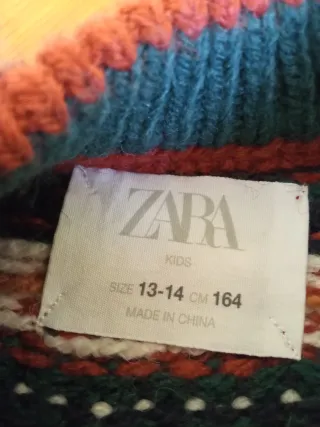 ZARA
KIDS
SIZE 13-14 CM 164
MADE IN CHINA